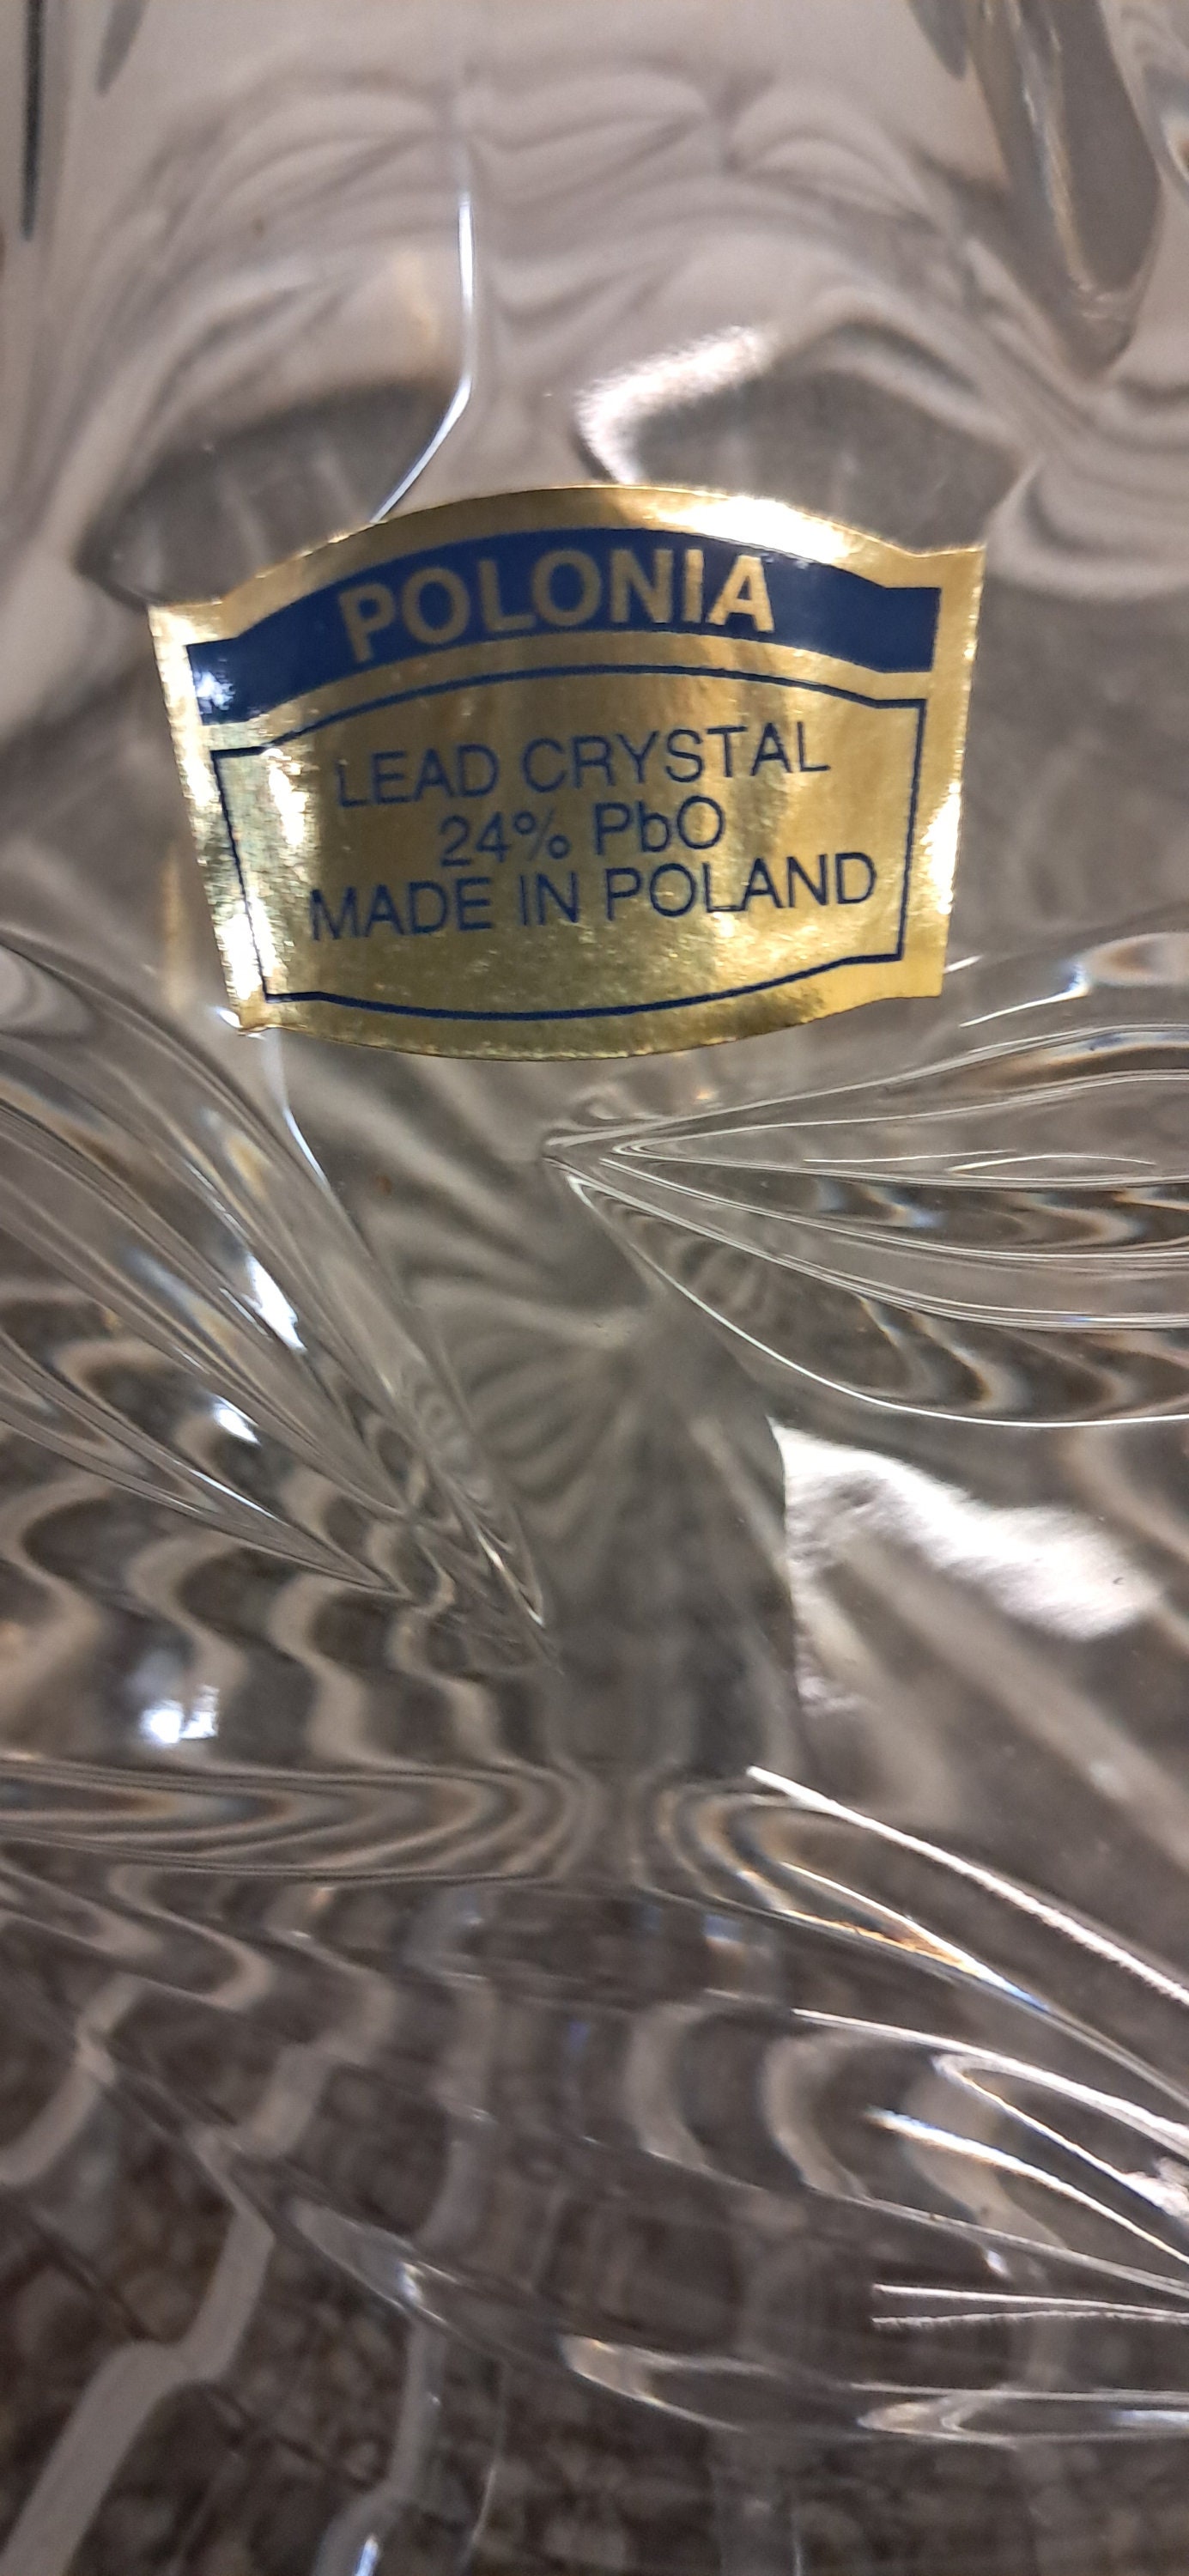 POLONIA
LEAD CRYSTAL
24% PbO
MADE IN POLAND